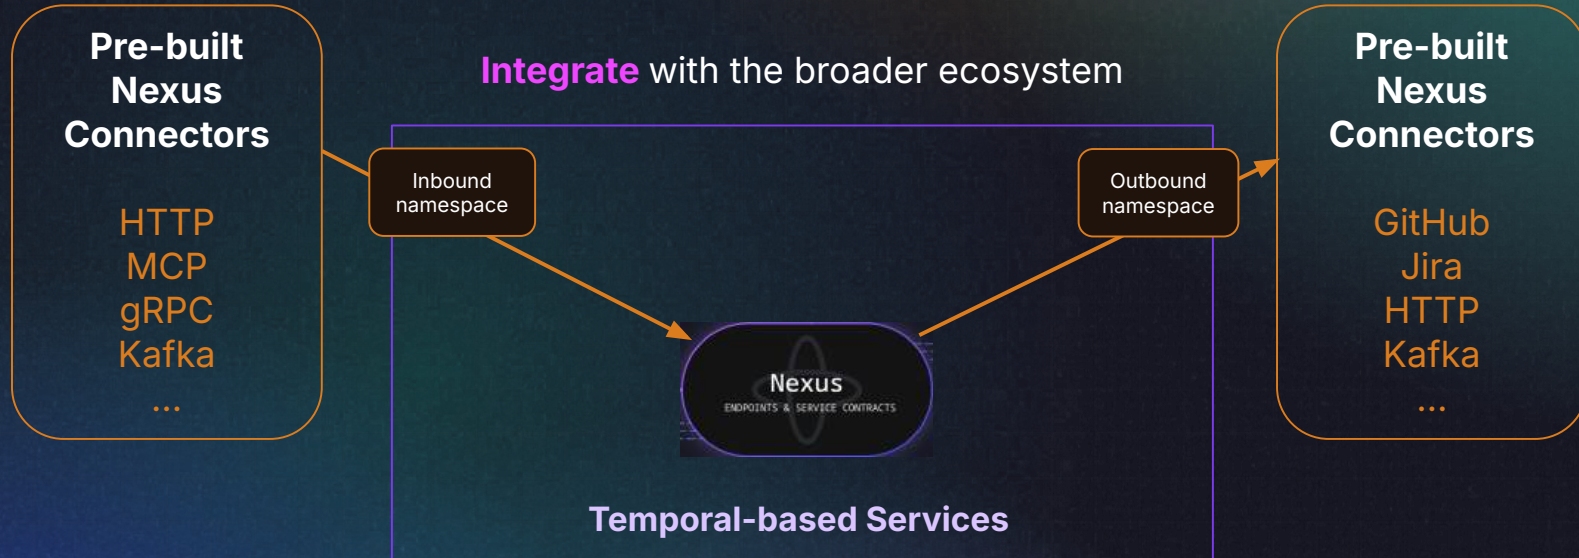 Pre-built
Nexus
Connectors
HTTP
MCP
gRPC
Kafka
...
Integrate with the broader ecosystem
Inbound
namespace
Outbound
namespace
Nexus
ENDPOINTS & SERVICE CONTRACTS
Temporal-based Services
Pre-built
Nexus
Connectors
GitHub
Jira
HTTP
Kafka
...